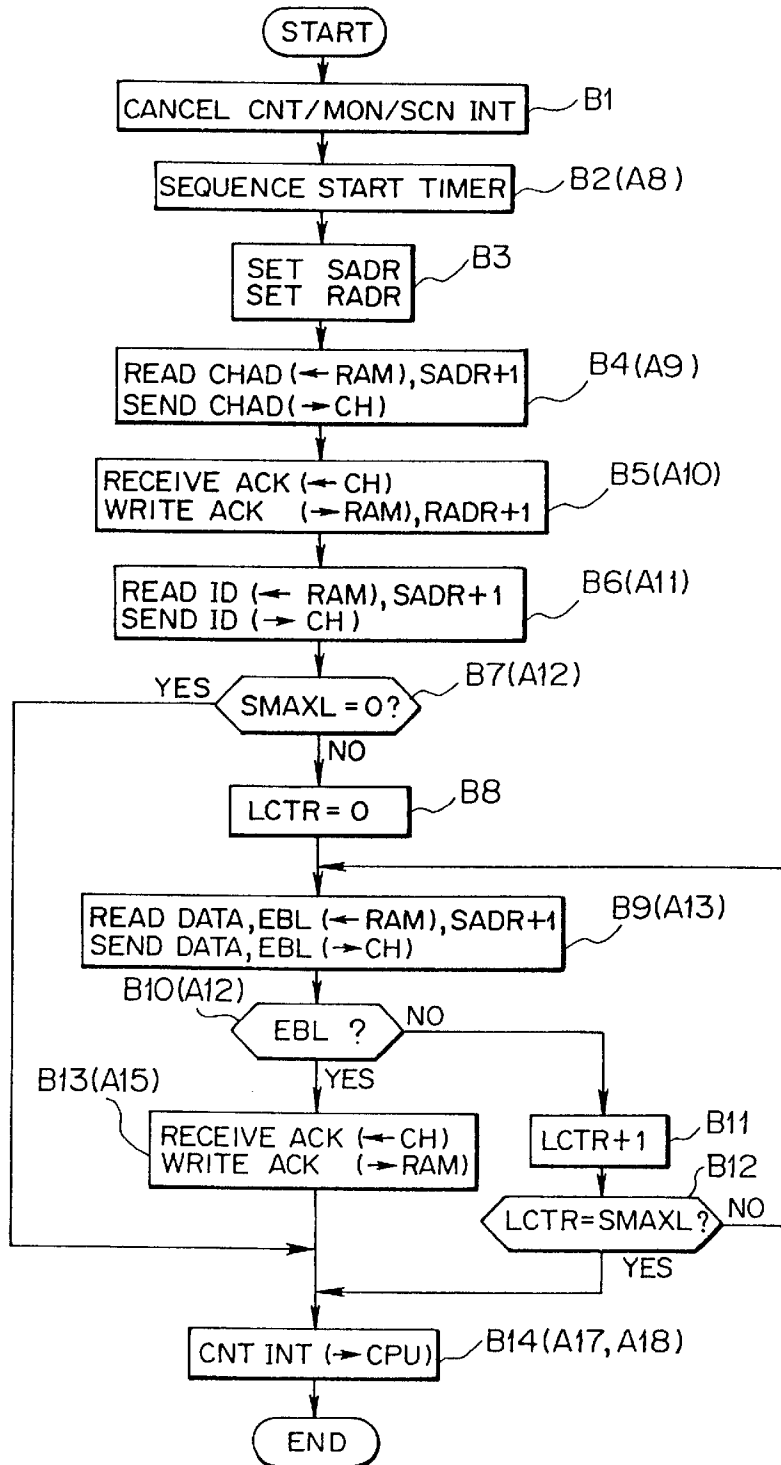 START
CANCEL CNT/MON/SCN INT
B1
SEQUENCE START TIMER
B2(A8)
SET SADR
SET RADR
B3
READ CHAD (← RAM), SADR+1
SEND CHAD (→ CH)
B4(A9)
RECEIVE ACK (← CH)
WRITE ACK (→ RAM), RADR+1
B5(A10)
READ ID (← RAM), SADR+1
SEND ID (→ CH)
B6(A11)
B7(A12)
YES
SMAXL = 0?
NO
LCTR = 0
B8
READ DATA, EBL (← RAM), SADR+1
SEND DATA, EBL (→ CH)
B9(A13)
B10(A12)
EBL ?
NO
YES
B13(A15)
RECEIVE ACK (← CH)
WRITE ACK (→ RAM)
LCTR+1
B11
B12
LCTR=SMAXL?
NO
YES
CNT INT (→ CPU)
B14(A17, A18)
END